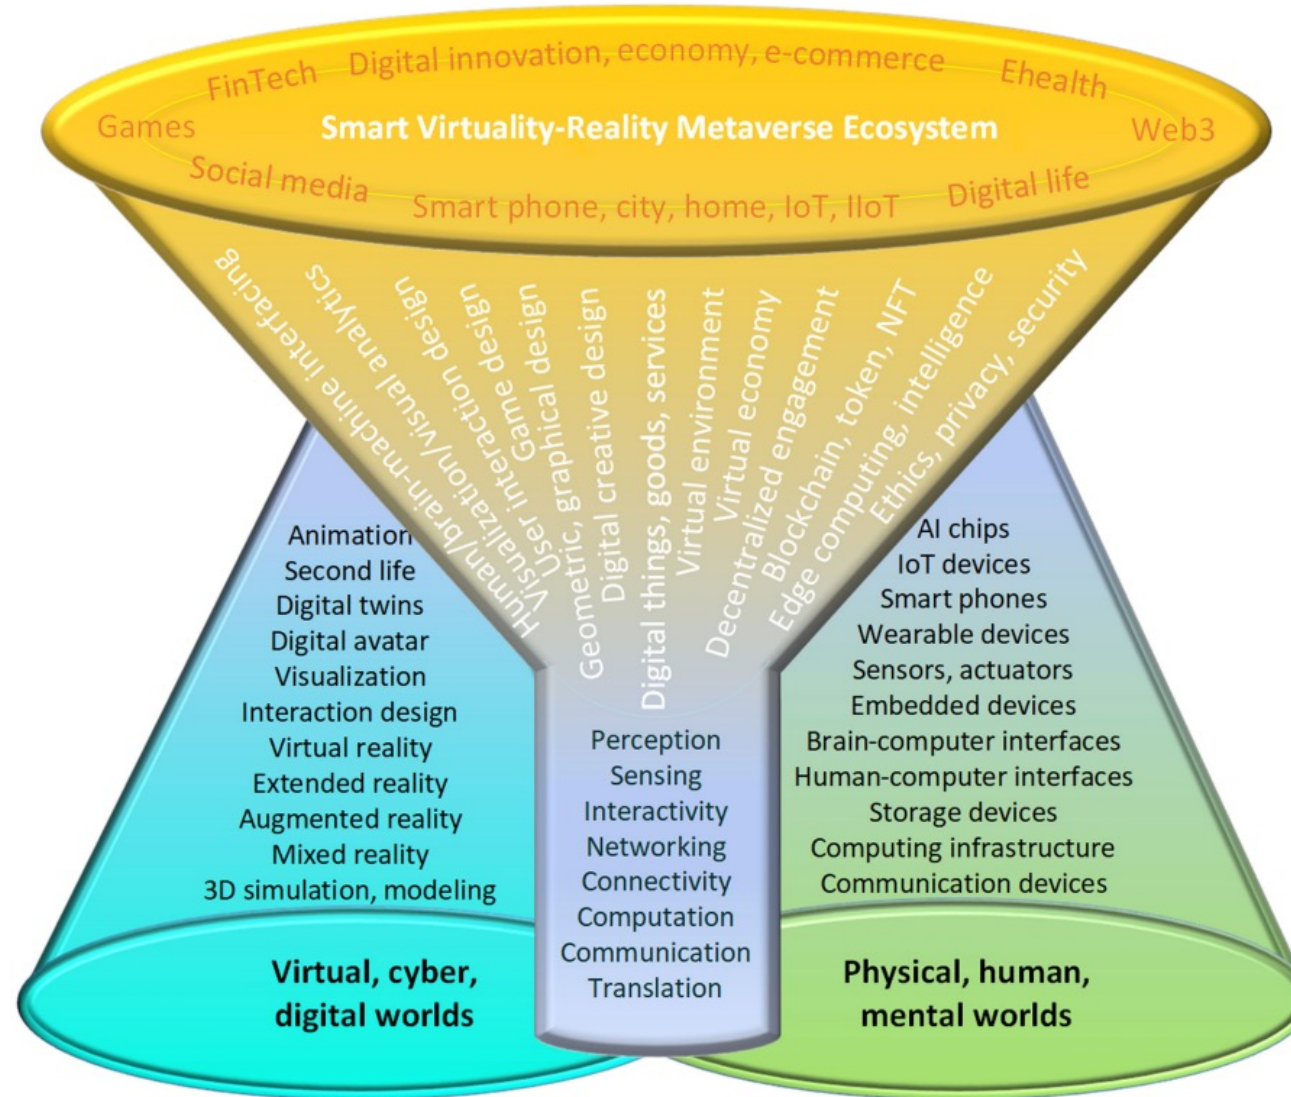 FinTech
Digital innovation, economy, e-commerce
Ehealth
Games
Smart Virtuality-Reality Metaverse Ecosystem
Web3
Social media
Smart phone, city, home, IoT, IIoT
Digital life
Human/brain-machine interfacing
Visualization/visual analytics
User interaction design
Game design
Geometric, graphical design
Digital creative design
Digital things, goods, services
Virtual environment
Virtual economy
Decentralized engagement
Blockchain, token, NFT
Edge computing, intelligence
Ethics, privacy, security
Animation
Second life
Digital twins
Digital avatar
Visualization
Interaction design
Virtual reality
Extended reality
Augmented reality
Mixed reality
3D simulation, modeling
Virtual, cyber,
digital worlds
Perception
Sensing
Interactivity
Networking
Connectivity
Computation
Communication
Translation
AI chips
IoT devices
Smart phones
Wearable devices
Sensors, actuators
Embedded devices
Brain-computer interfaces
Human-computer interfaces
Storage devices
Computing infrastructure
Communication devices
Physical, human,
mental worlds